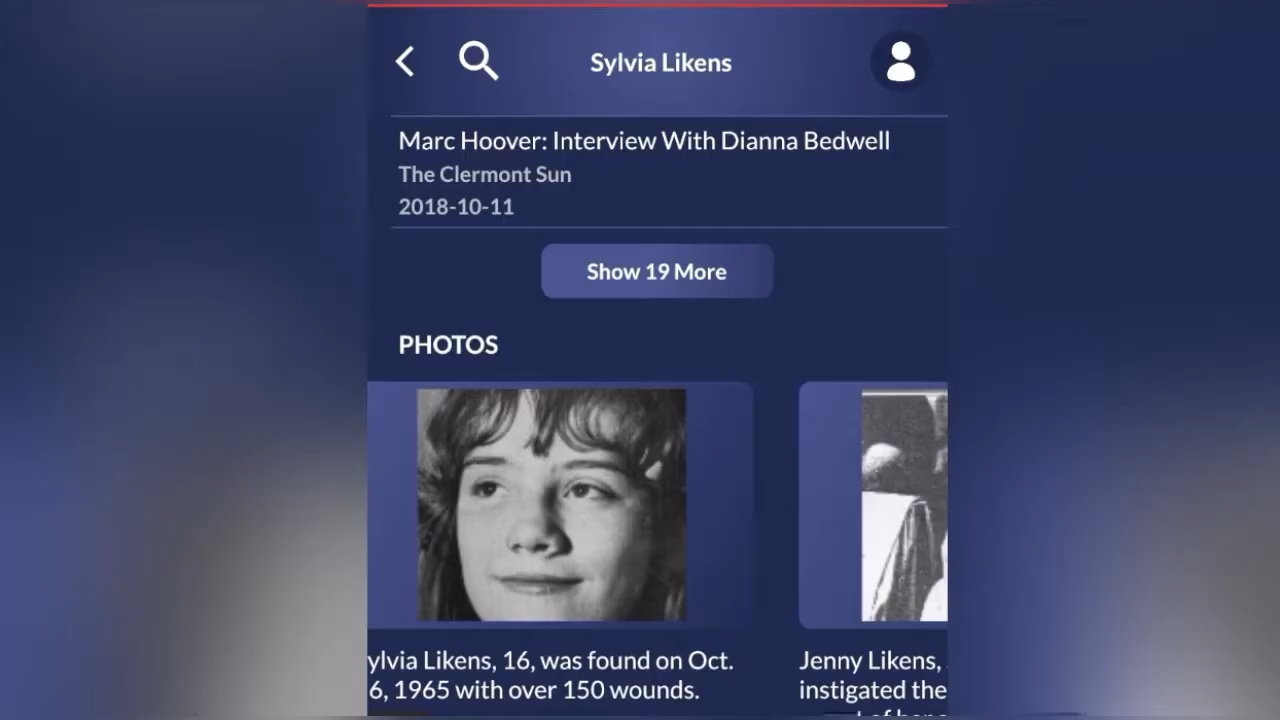 Sylvia Likens
Marc Hoover: Interview With Dianna Bedwell
The Clermont Sun
2018-10-11
Show 19 More
PHOTOS
ylvia Likens, 16, was found on Oct.
6, 1965 with over 150 wounds.
Jenny Likens,
instigated the